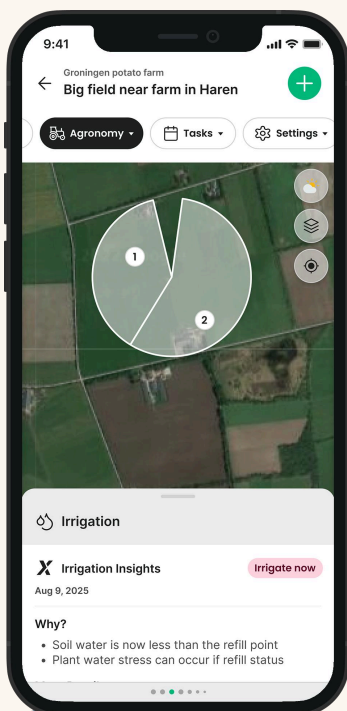 9:41
Groningen potato farm
Big field near farm in Haren
Agronomy
Tasks
Settings
1
2
Irrigation
Irrigation Insights
Irrigate now
Aug 9, 2025
Why?
• Soil water is now less than the refill point
• Plant water stress can occur if refill status